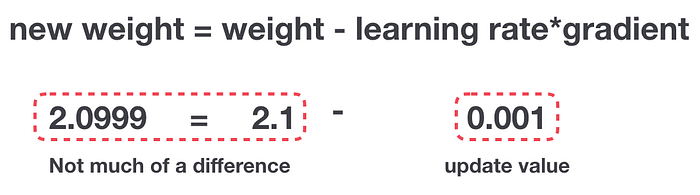 new weight = weight - learning rate*gradient
2.0999 = 2.1 - 0.001
Not much of a difference update value